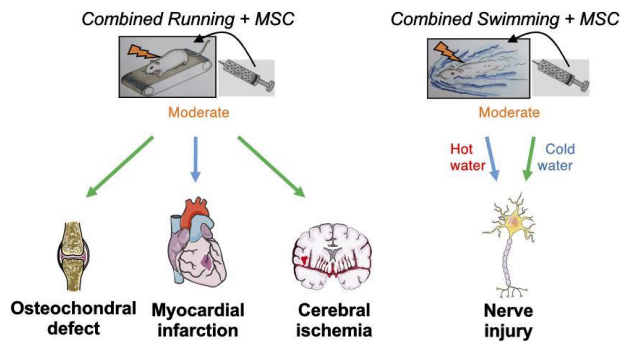 Combined Running + MSC
Combined Swimming + MSC
Moderate
Moderate
Hot
water
Cold
water
Osteochondral
defect
Myocardial
infarction
Cerebral
ischemia
Nerve
injury